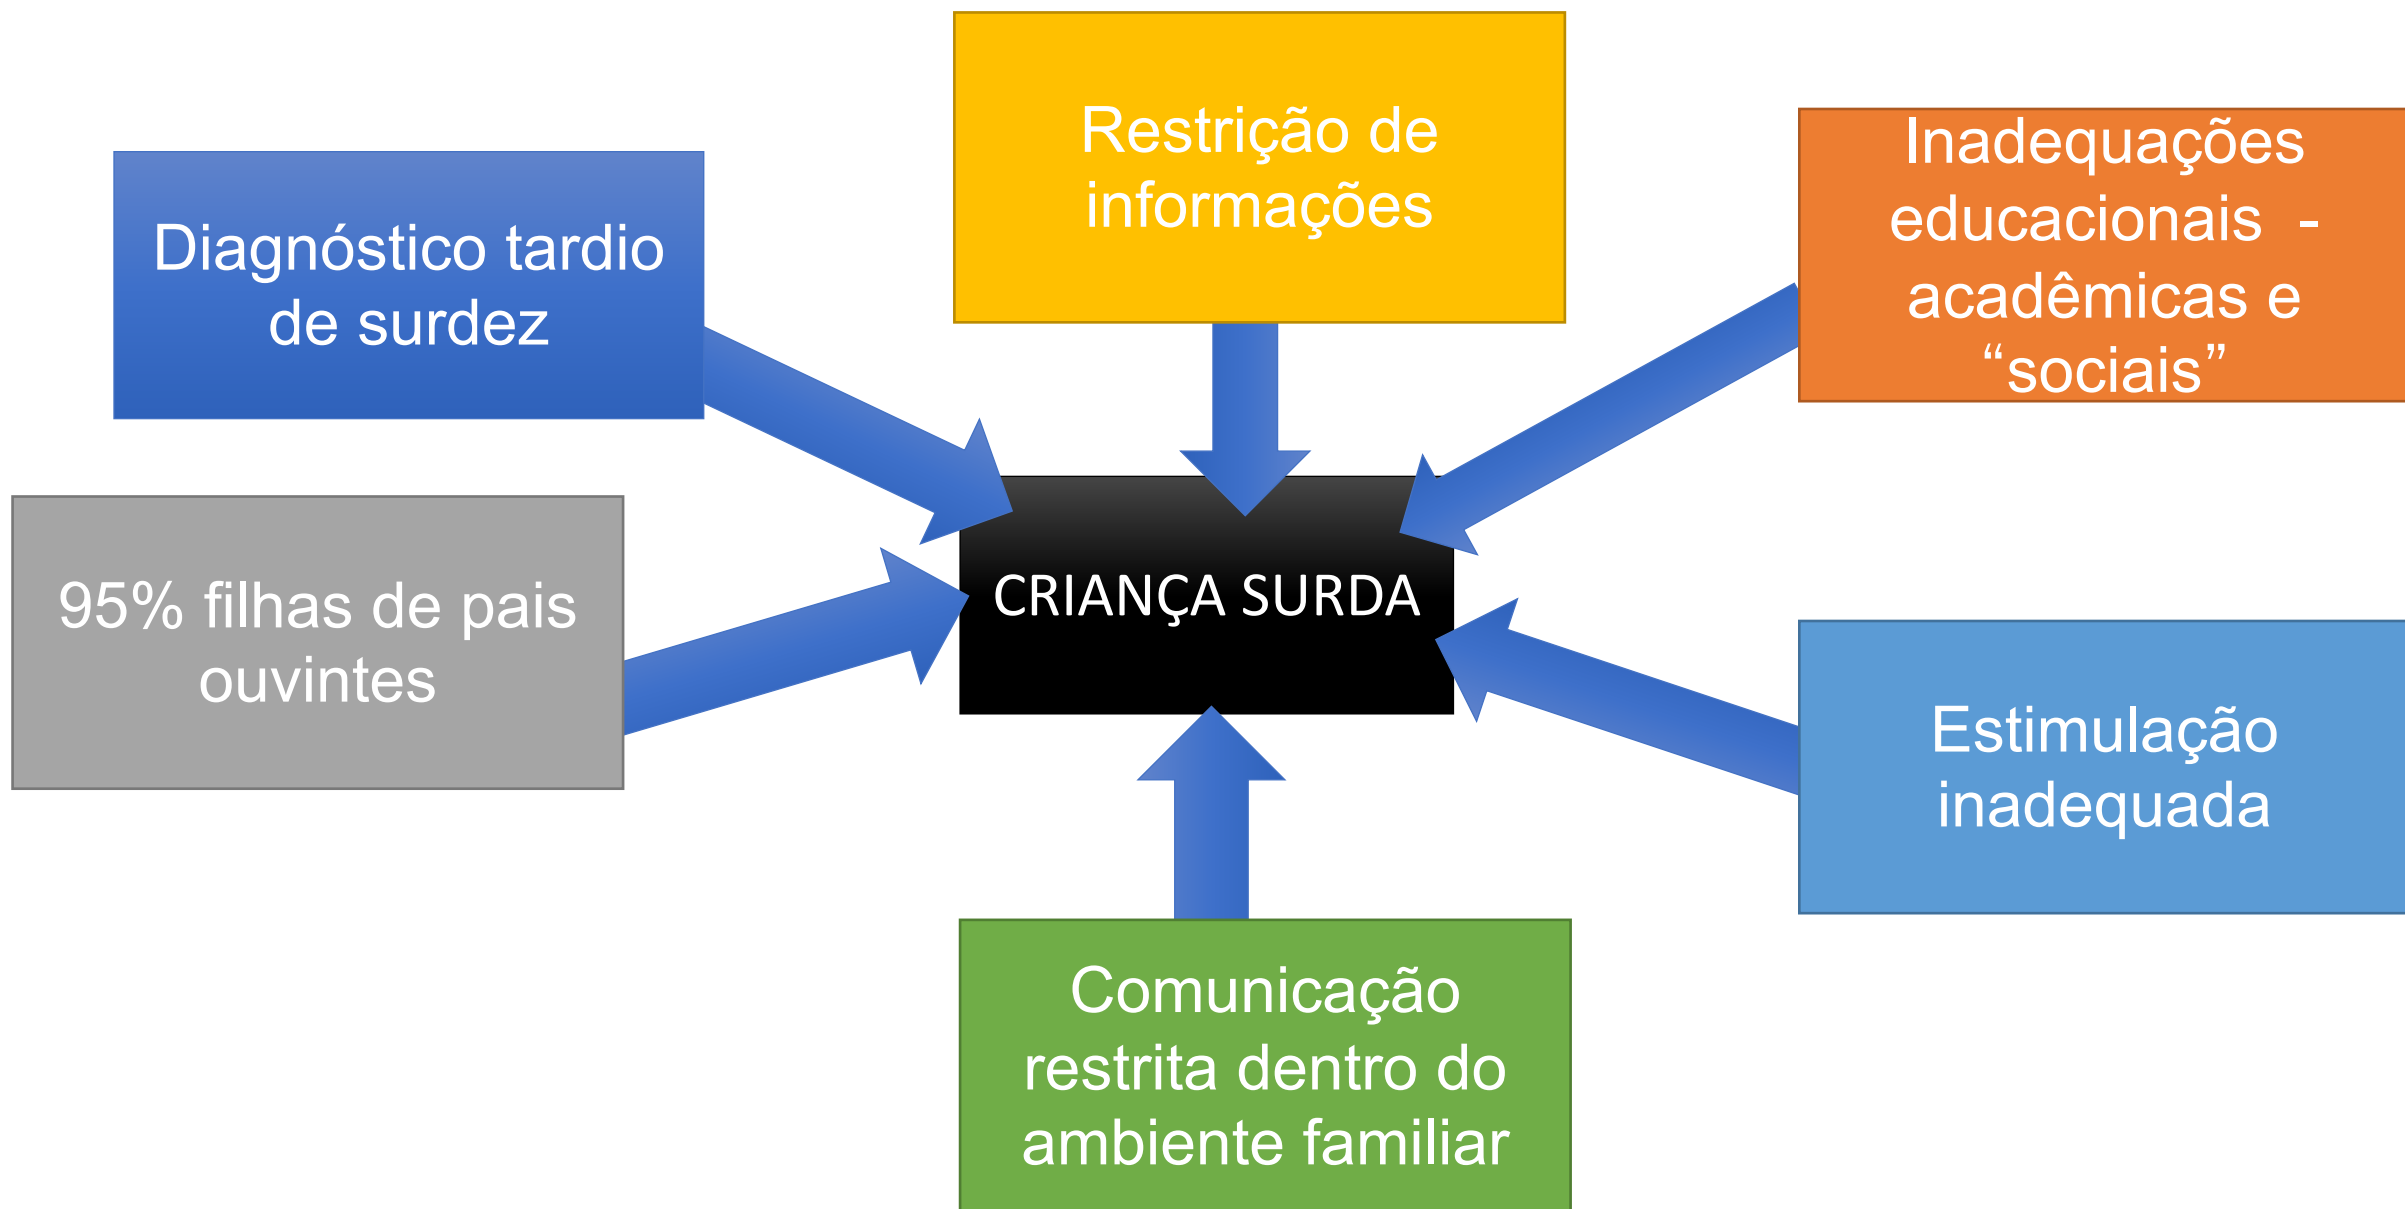 Restrição de
informações
Inadequações
educacionais -
acadêmicas e
“sociais”
Diagnóstico tardio
de surdez
CRIANÇA SURDA
95% filhas de pais
ouvintes
Estimulação
inadequada
Comunicação
restrita dentro do
ambiente familiar